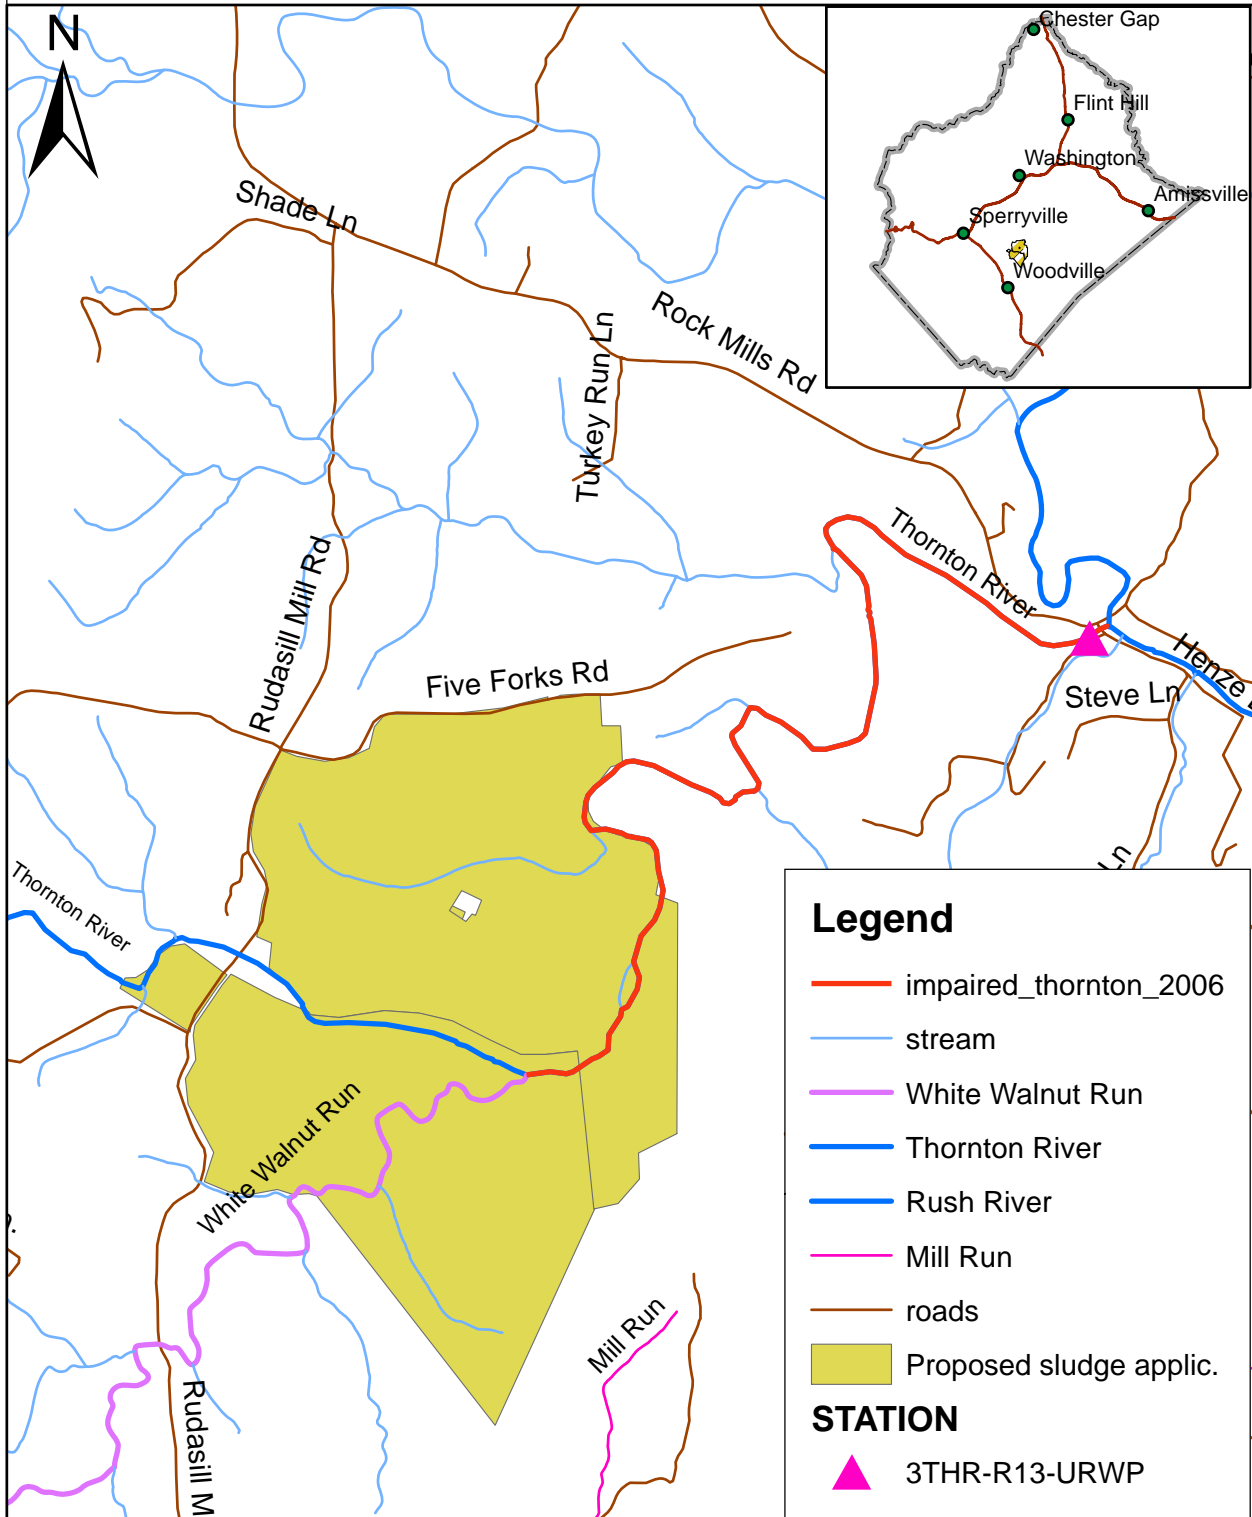 N
Chester Gap
Flint Hill
Washington
Amissville
Sperryville
Woodville
Shade Ln
Rock Mills Rd
Turkey Run Ln
Thornton River
Rudasill Mill Rd
Henze
Five Forks Rd
Steve Ln
Ln
Thornton River
White Walnut Run
Mill Run
Rudasill M
Legend
impaired_thornton_2006
stream
White Walnut Run
Thornton River
Rush River
Mill Run
roads
Proposed sludge applic.
STATION
3THR-R13-URWP